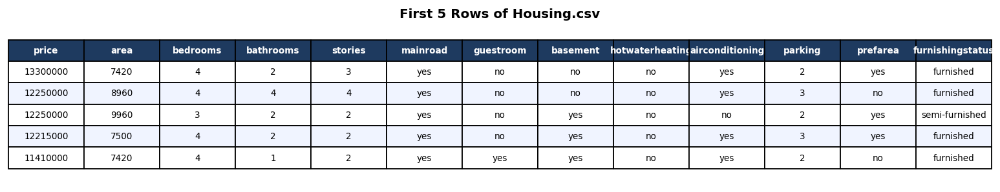 First 5 Rows of Housing.csv
price area bedrooms bathrooms stories mainroad guestroom basement hotwaterheating airconditioning parking prefarea furnishingstatus
13300000 7420 4 2 3 yes no no no yes 2 yes furnished
12250000 8960 4 4 4 yes no no no yes 3 no furnished
12250000 9960 3 2 2 yes no yes no no 2 yes semi-furnished
12215000 7500 4 2 2 yes no yes no yes 3 yes furnished
11410000 7420 4 1 2 yes yes yes no yes 2 no furnished